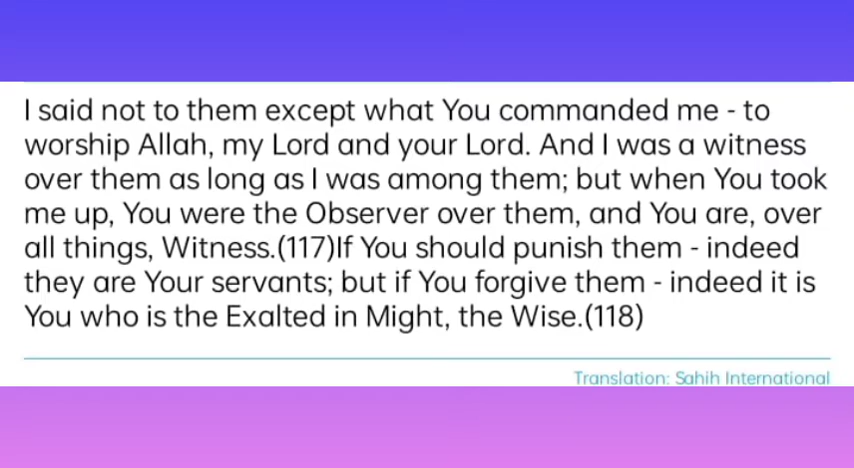 I said not to them except what You commanded me - to
worship Allah, my Lord and your Lord. And I was a witness
over them as long as I was among them; but when You took
me up, You were the Observer over them, and You are, over
all things, Witness.(117)If You should punish them - indeed
they are Your servants; but if You forgive them - indeed it is
You who is the Exalted in Might, the Wise.(118)
Translation: Sahih International